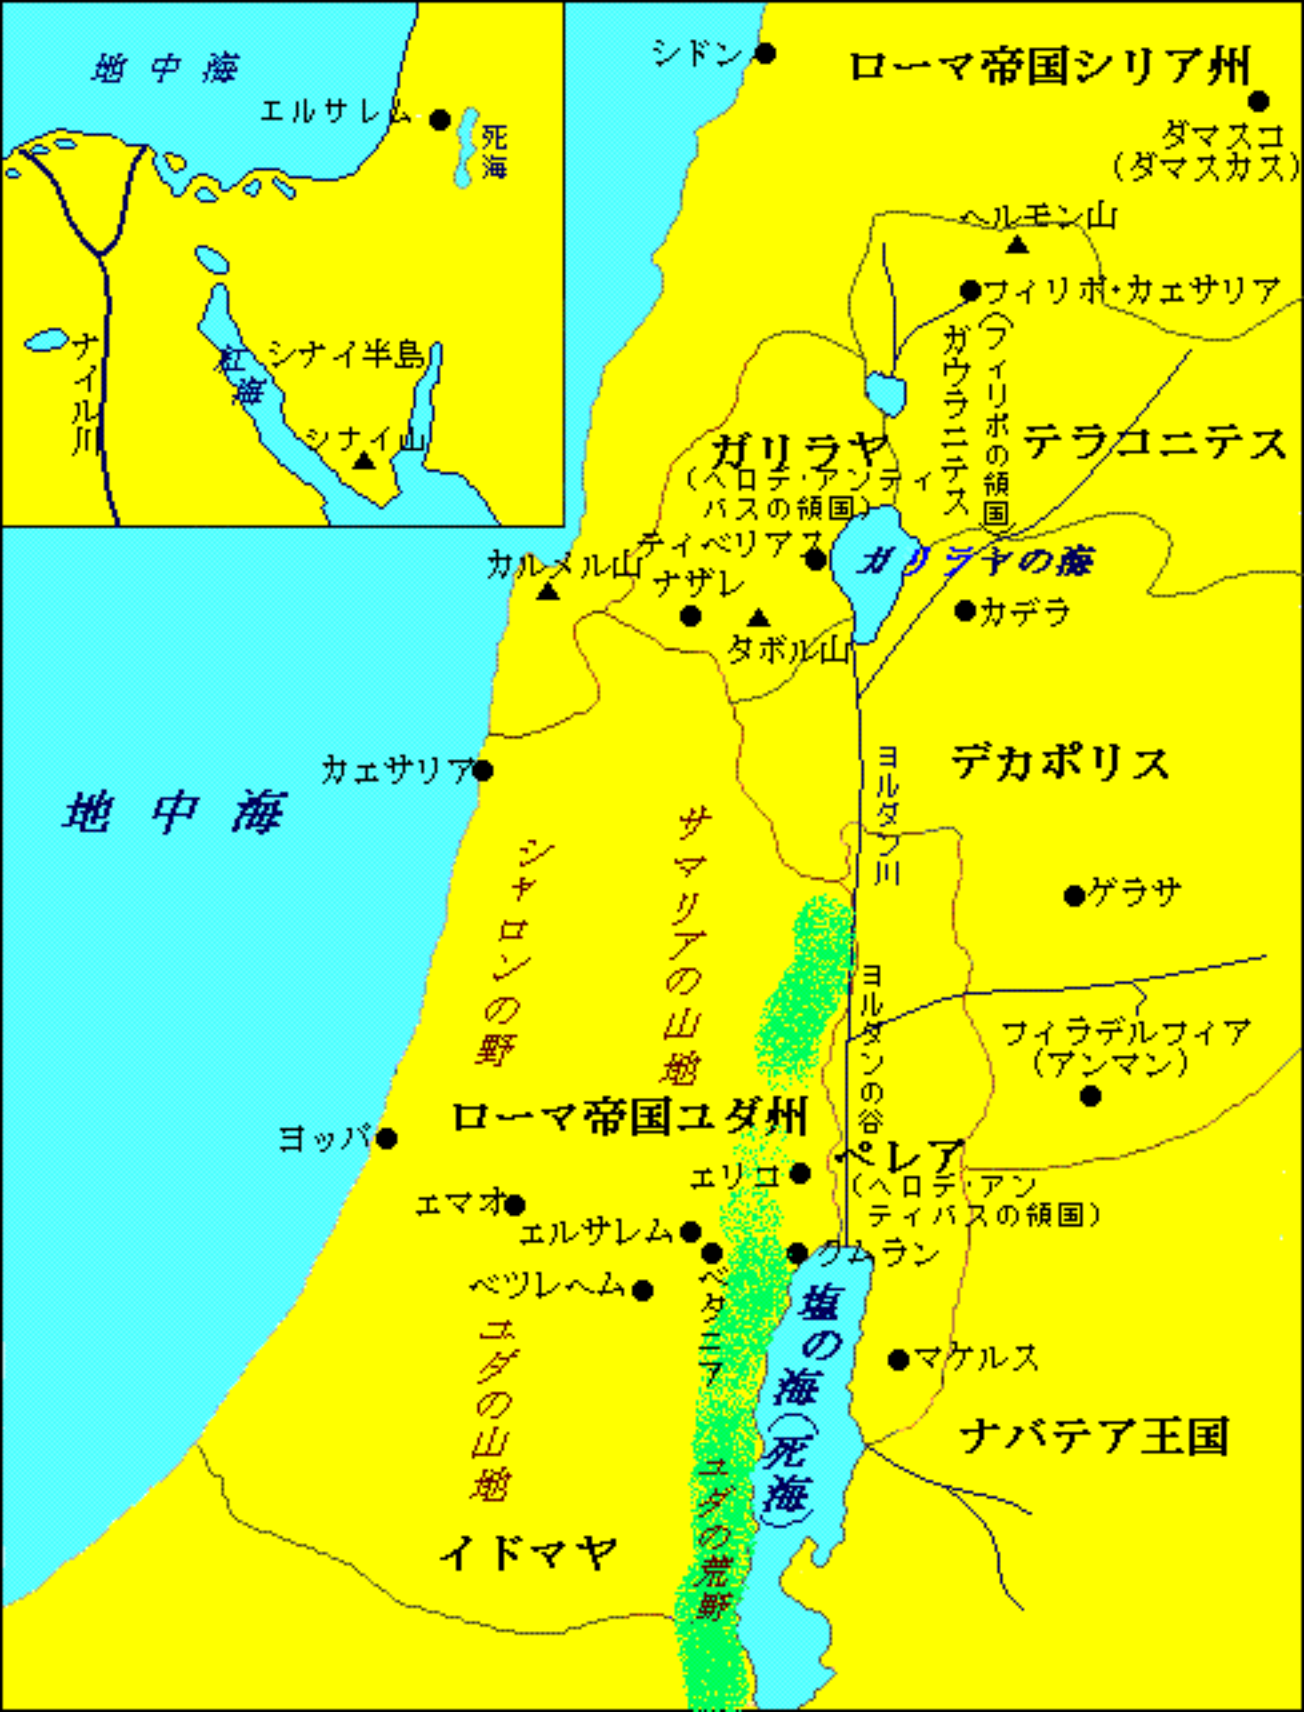 地中海
エルサレム
死海
ナイル川
紅海
シナイ半島
シナイ山
シドン
ローマ帝国シリア州
ダマスコ
(ダマスカス)
ヘルモン山
フィリポ・カェサリア
ガウラニテス
(フィリポの領国)
テラコニテス
ガリラヤ
(ヘロデ・アンティ
パスの領国)
ティベリアス
ガリラヤの海
カルメル山
ナザレ
タボル山
カデラ
カェサリア
地中海
ヨルダン川
デカポリス
サマリアの山地
シャロンの野
ゲラサ
ヨルダンの谷
フィラデルフィア
(アンマン)
ローマ帝国ユダ州
ヨッパ
ペレア
(ヘロデ・アン
ティパスの領国)
エリコ
エマオ
エルサレム
クムラン
ベツレヘム
ベタニア
塩の海(死海)
ユダの山地
マケルス
ナバテア王国
ユダの荒野
イドマヤ